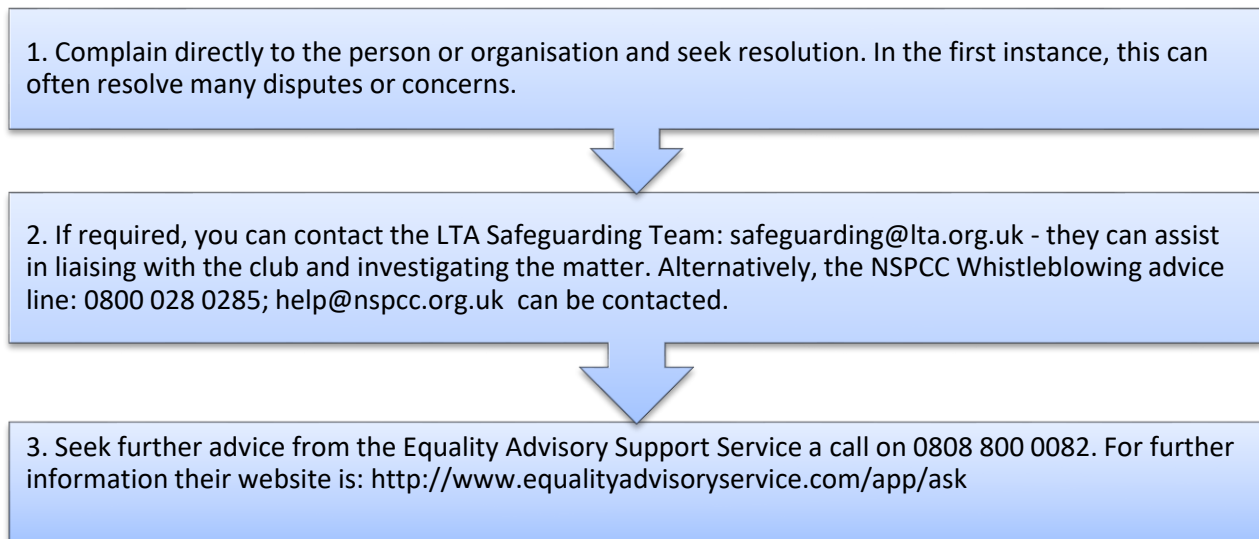 1. Complain directly to the person or organisation and seek resolution. In the first instance, this can
often resolve many disputes or concerns.
2. If required, you can contact the LTA Safeguarding Team: safeguarding@lta.org.uk - they can assist
in liaising with the club and investigating the matter. Alternatively, the NSPCC Whistleblowing advice
line: 0800 028 0285; help@nspcc.org.uk  can be contacted.
3. Seek further advice from the Equality Advisory Support Service a call on 0808 800 0082. For further
information their website is: http://www.equalityadvisoryservice.com/app/ask